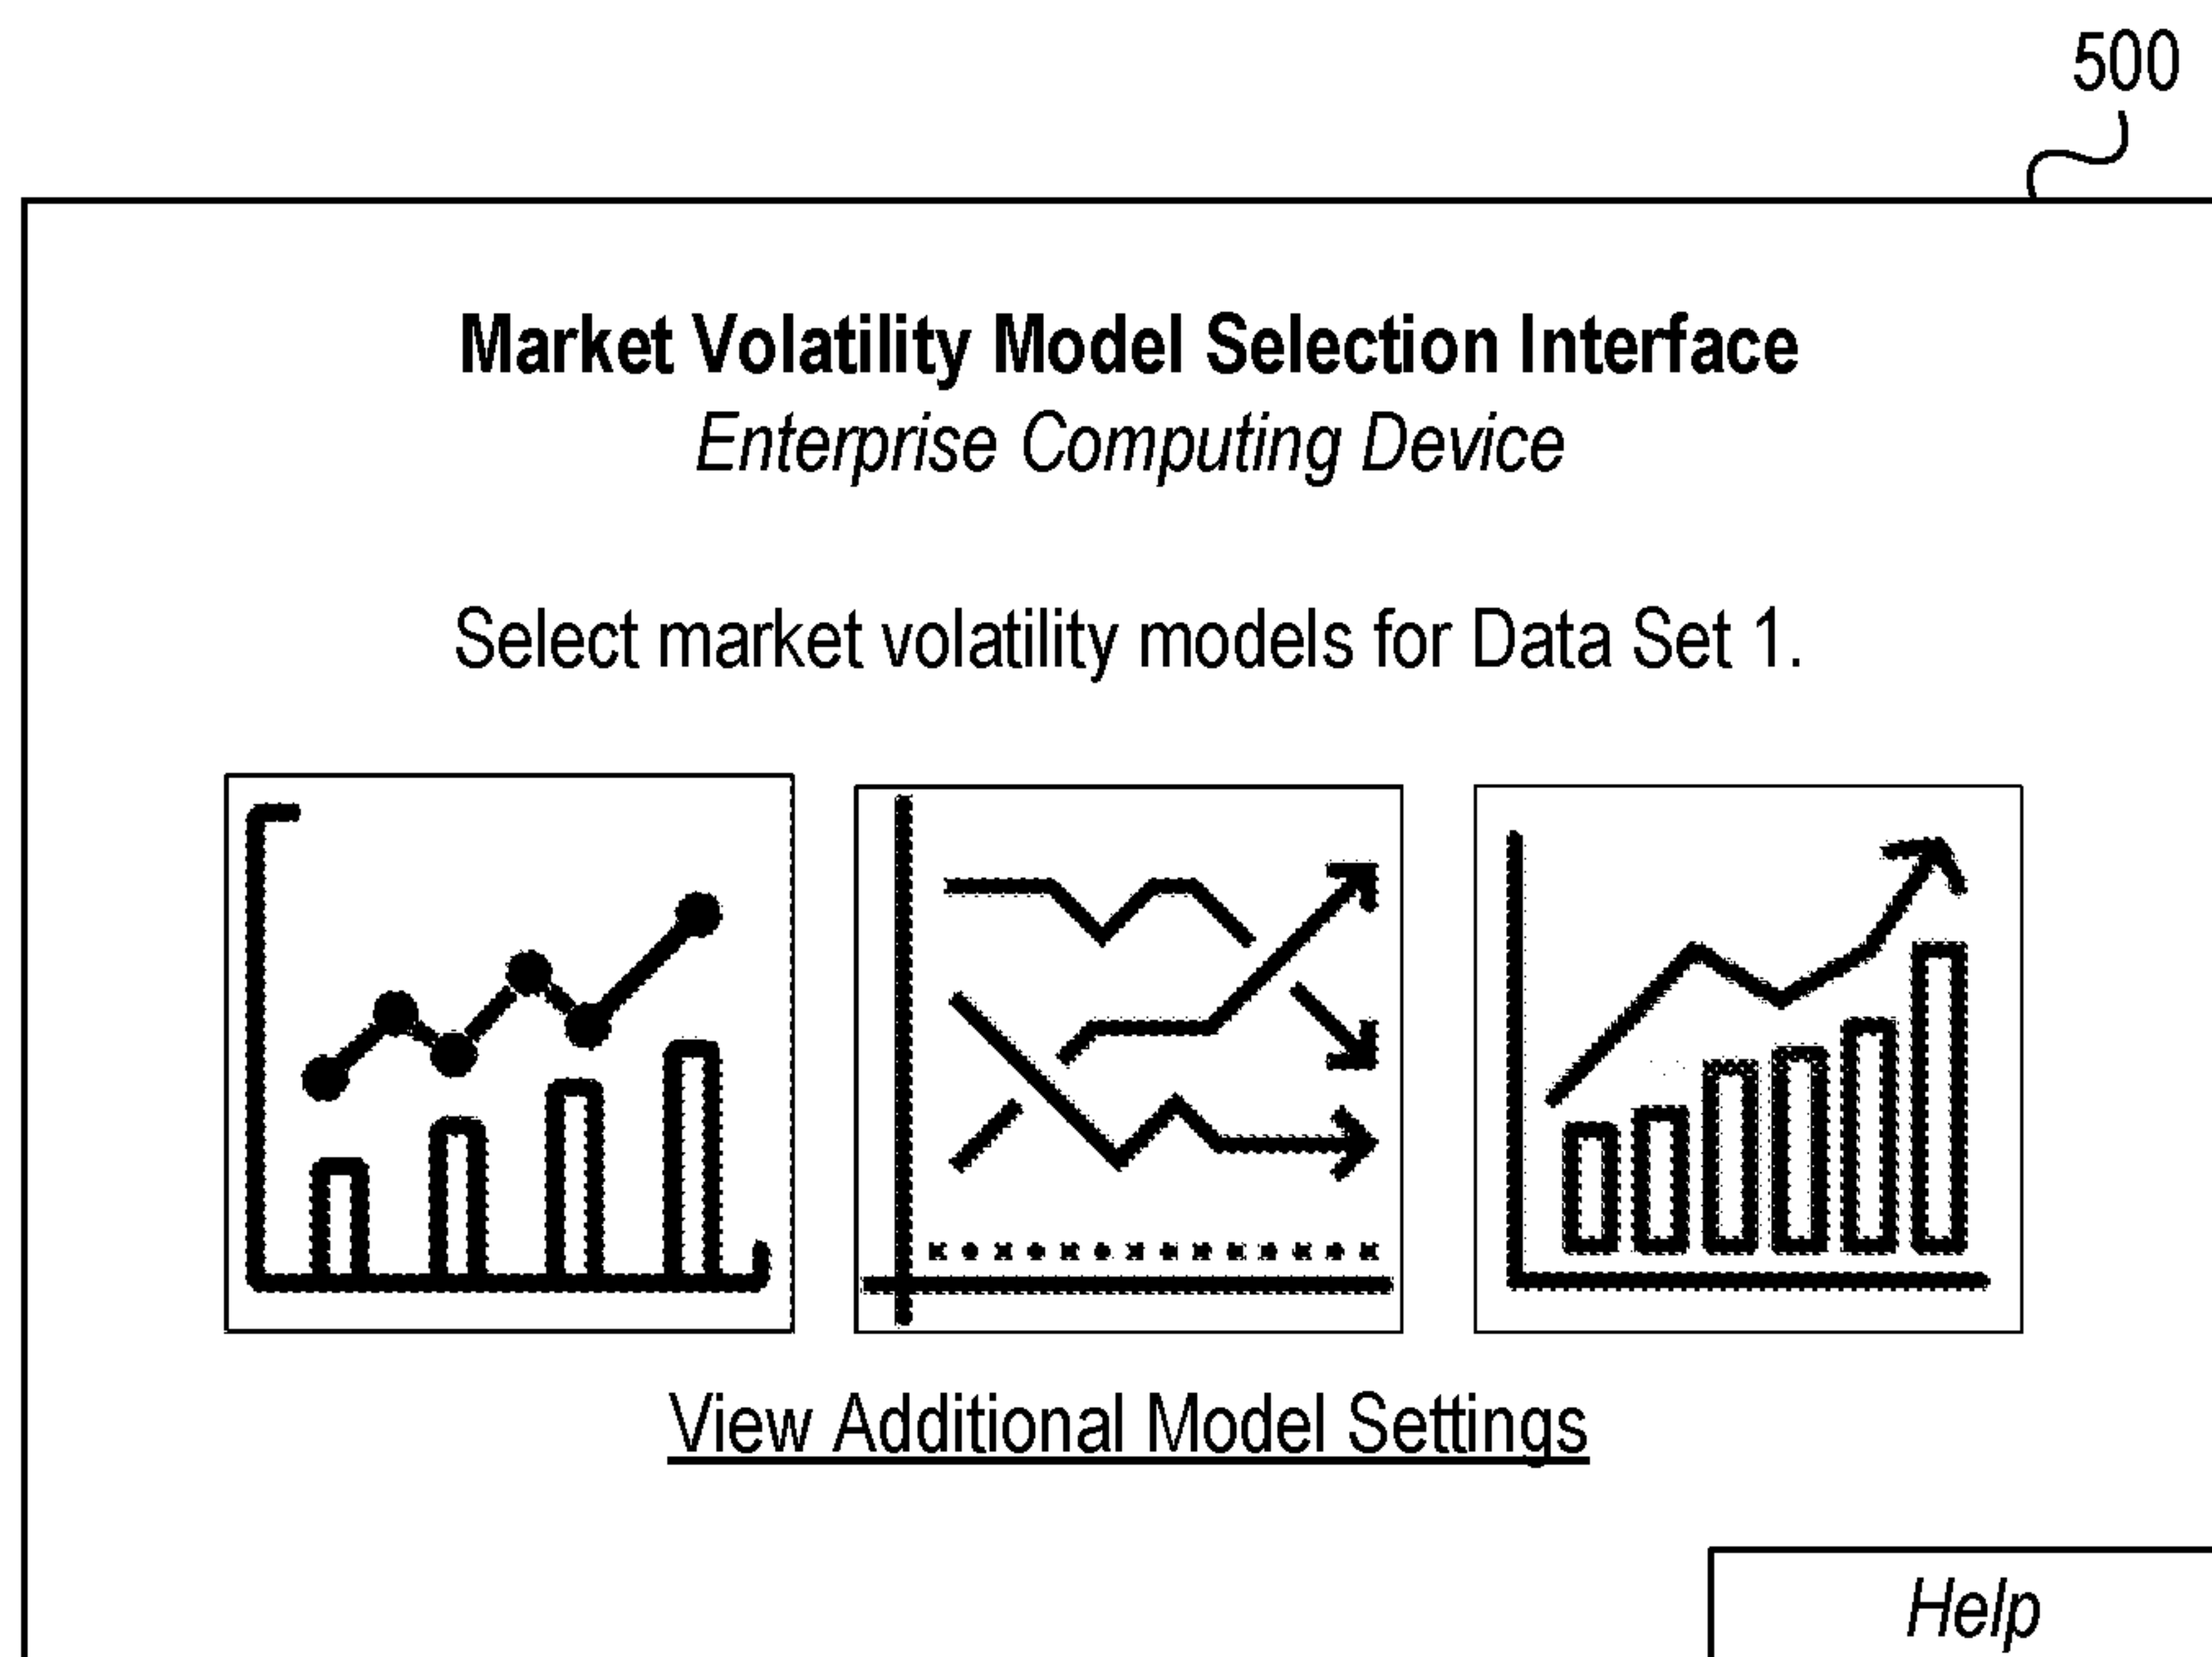 500
Market Volatility Model Selection Interface
Enterprise Computing Device
Select market volatility models for Data Set 1.
View Additional Model Settings
Help